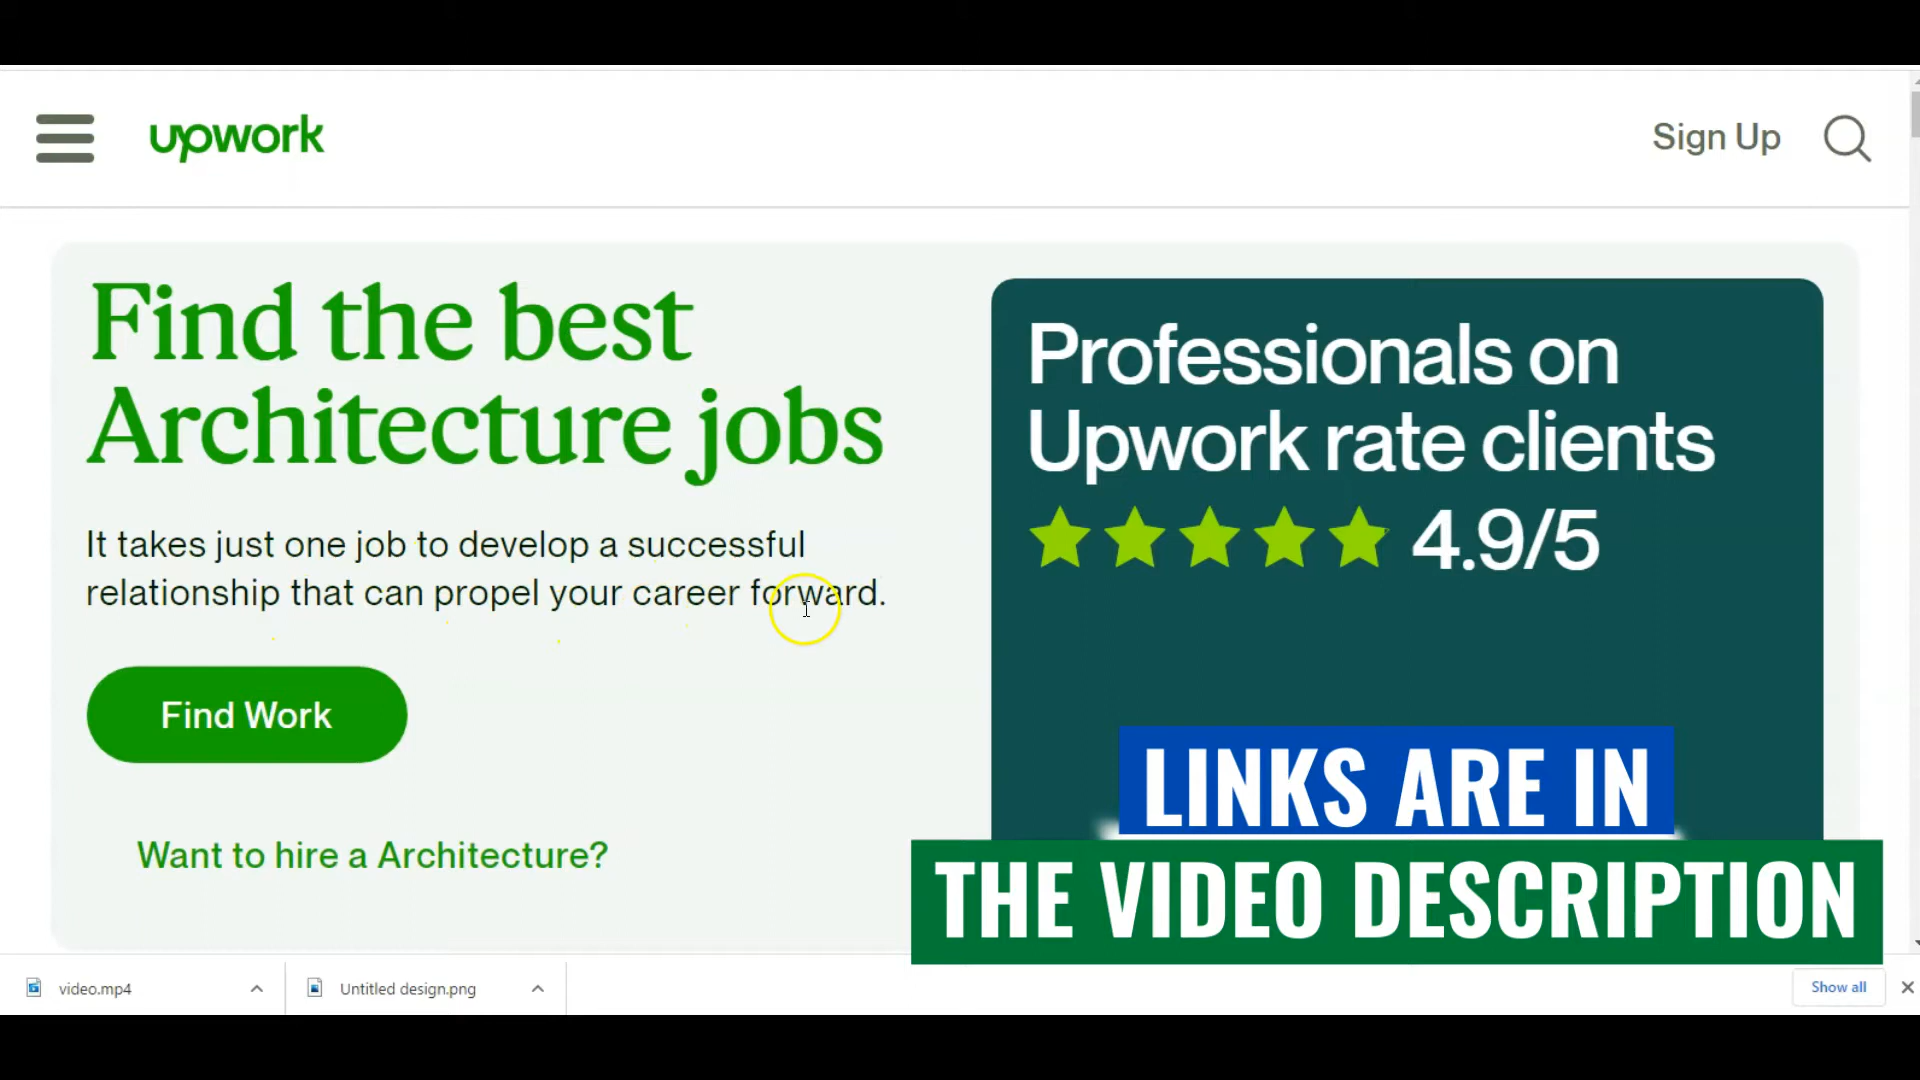 upwork
Sign Up
Find the best
Architecture jobs
It takes just one job to develop a successful
relationship that can propel your career forward.
Find Work
Want to hire a Architecture?
Professionals on
Upwork rate clients
4.9/5
LINKS ARE IN
THE VIDEO DESCRIPTION
video.mp4
Untitled design.png
Show all